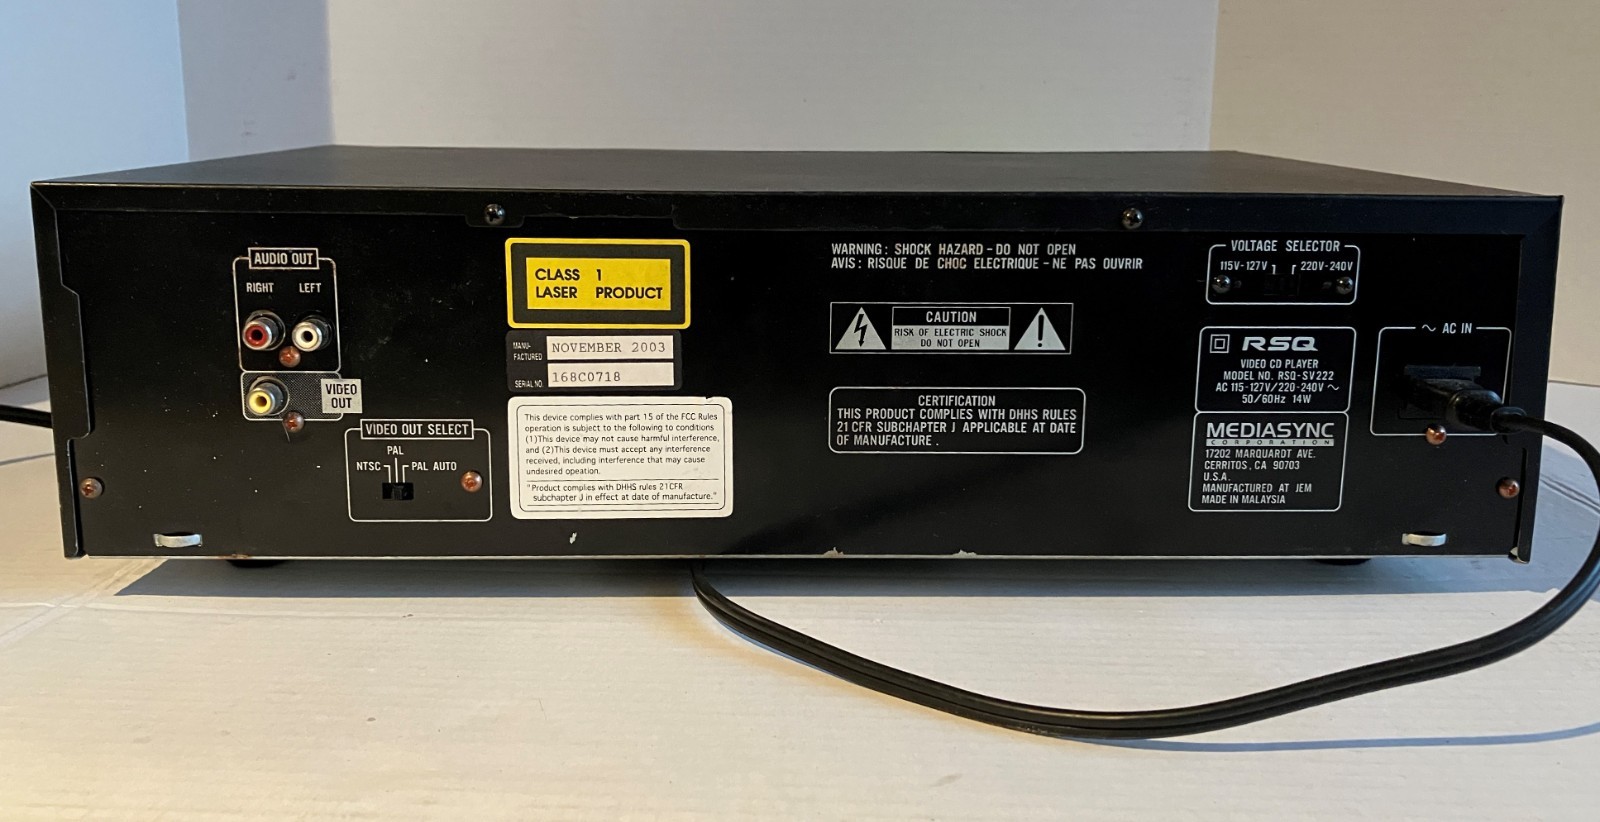 AUDIO OUT
RIGHT LEFT
VIDEO
OUT
VIDEO OUT SELECT
PAL
NTSC PAL AUTO
CLASS 1
LASER PRODUCT
MANU-
FACTURED NOVEMBER 2003
SERIAL NO. 168C0718
This device complies with part 15 of the FCC Rules
operation is subject to the following to conditions
(1)This device may not cause harmful interference,
and (2)This device must accept any interference
received, including interference that may cause
undesired operation.
"Product complies with DHHS rules 21CFR
subchapter J in effect at date of manufacture."
WARNING: SHOCK HAZARD - DO NOT OPEN
AVIS: RISQUE DE CHOC ELECTRIQUE - NE PAS OUVRIR
CAUTION
RISK OF ELECTRIC SHOCK
DO NOT OPEN
CERTIFICATION
THIS PRODUCT COMPLIES WITH DHHS RULES
21 CFR SUBCHAPTER J APPLICABLE AT DATE
OF MANUFACTURE.
VOLTAGE SELECTOR
115V-127V 220V-240V
RSQ
VIDEO CD PLAYER
MODEL NO. RSQ-SV222
AC 115-127V/220-240V ~
50/60Hz 14W
MEDIASYNC
CORPORATION
17202 MARQUARDT AVE.
CERRITOS, CA 90703
U.S.A.
MANUFACTURED AT JEM
MADE IN MALAYSIA
~ AC IN